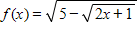 f(x) = √(5 − √(2x + 1))